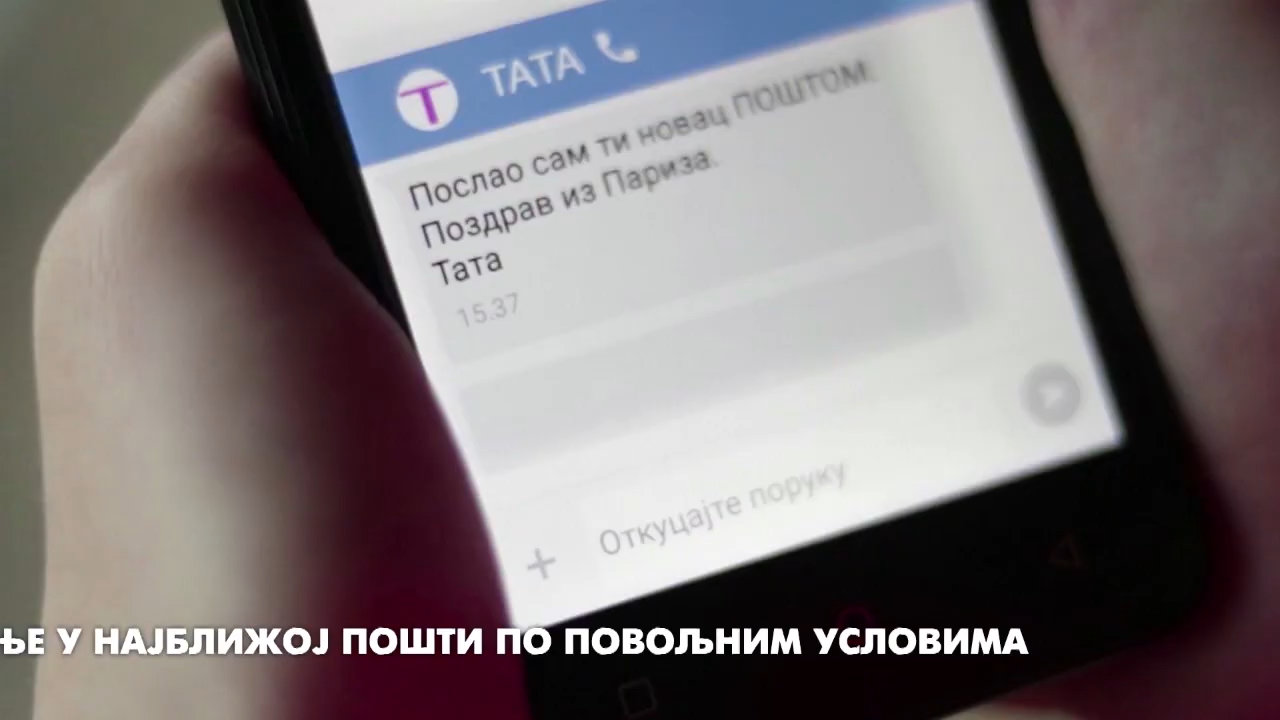 Т ТАТА
Послао сам ти новац ПОШТОМ.
Поздрав из Париза.
Тата
15.37
Откуцајте поруку
ЊЕ У НАЈБЛИЖОЈ ПОШТИ ПО ПОВОЉНИМ УСЛОВИМА